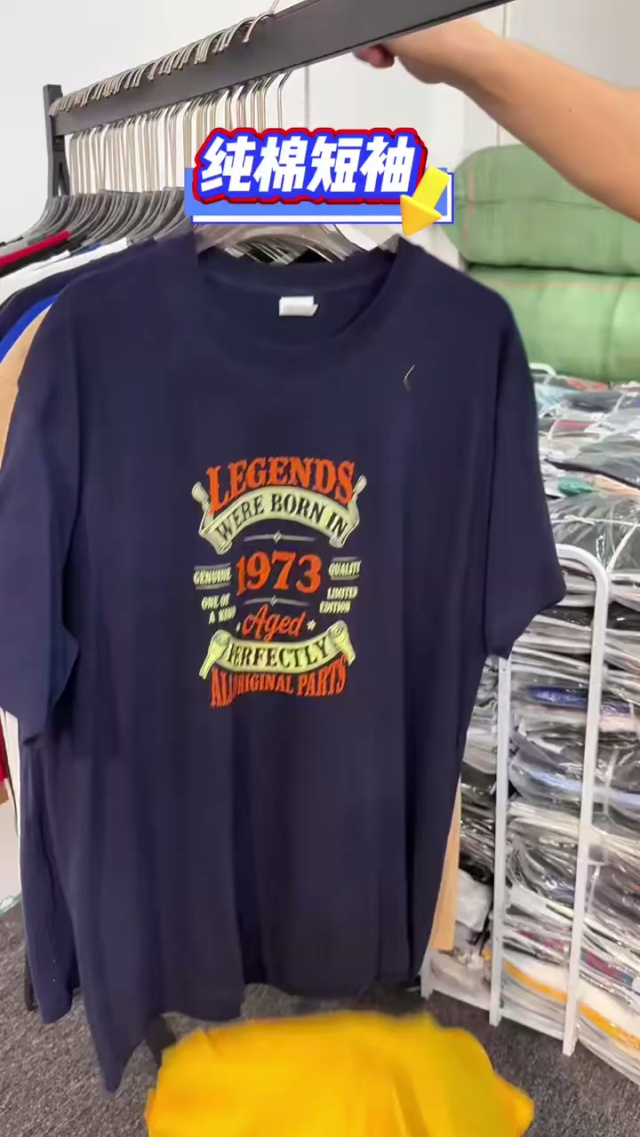 纯棉短袖
LEGENDS
WERE BORN IN
GENUINE 1973 QUALITY
ONE OF
A KIND
LIMITED
EDITION
Aged
PERFECTLY
ALL ORIGINAL PARTS